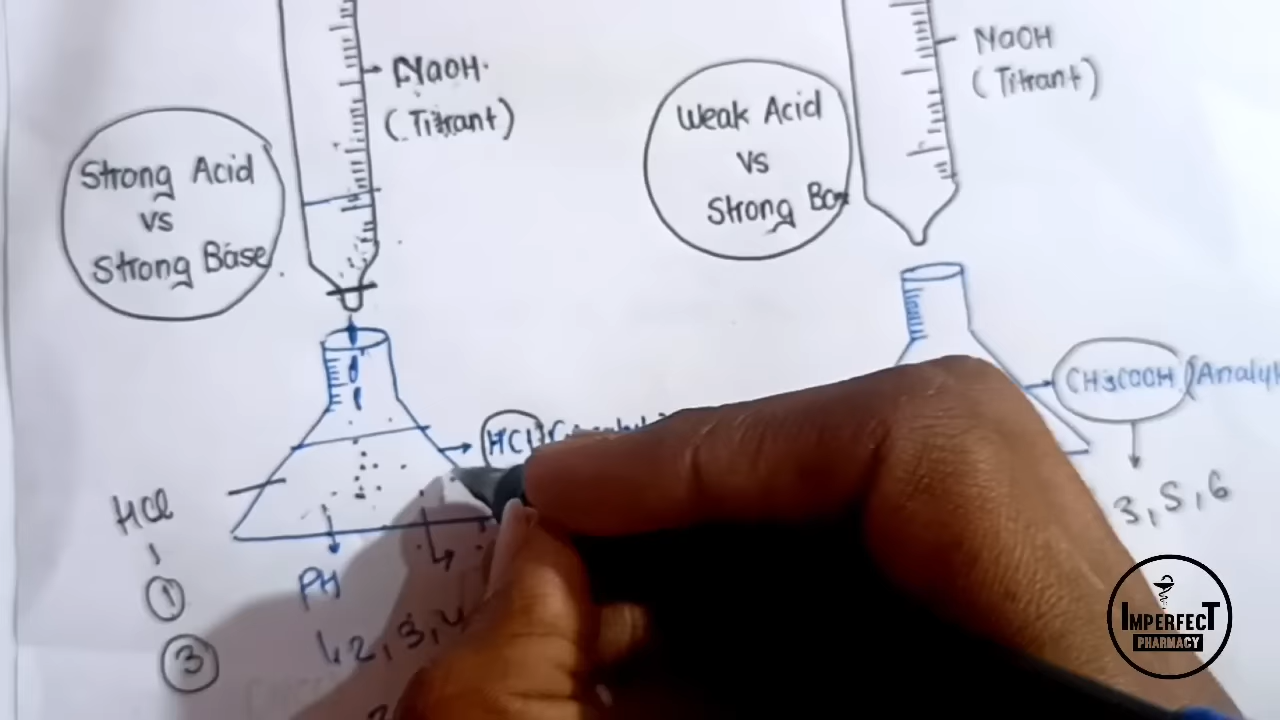 NaOH.
(Titrant)
Strong Acid
vs
Strong Base
NaOH
(Titrant)
Weak Acid
vs
Strong
CH3COOH
HCl
3, 5, 6
HCl
1
3
PH
1, 2, 3, 4
IMPERFECT
PHARMACY